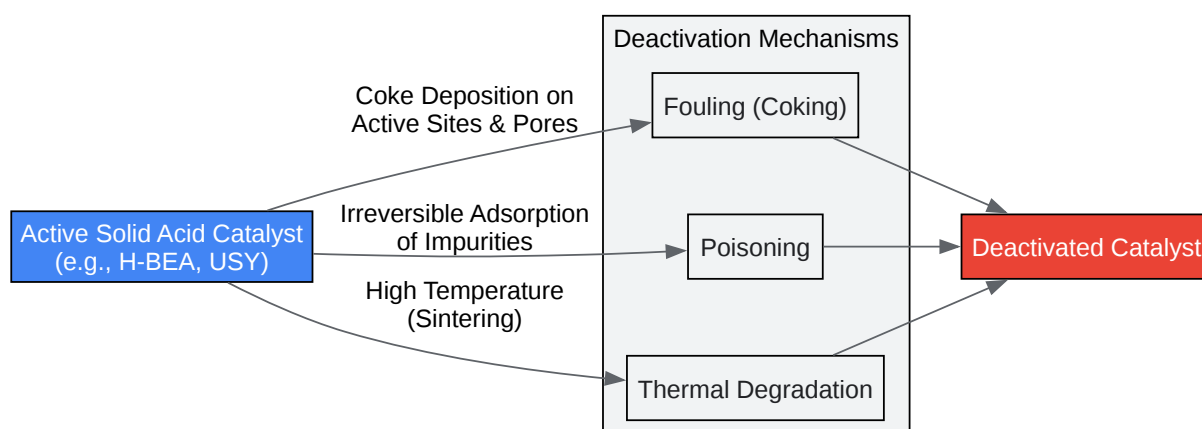 Deactivation Mechanisms
Coke Deposition on
Active Sites & Pores
Fouling (Coking)
Active Solid Acid Catalyst
(e.g., H-BEA, USY)
Irreversible Adsorption
of Impurities
Poisoning
Deactivated Catalyst
High Temperature
(Sintering)
Thermal Degradation